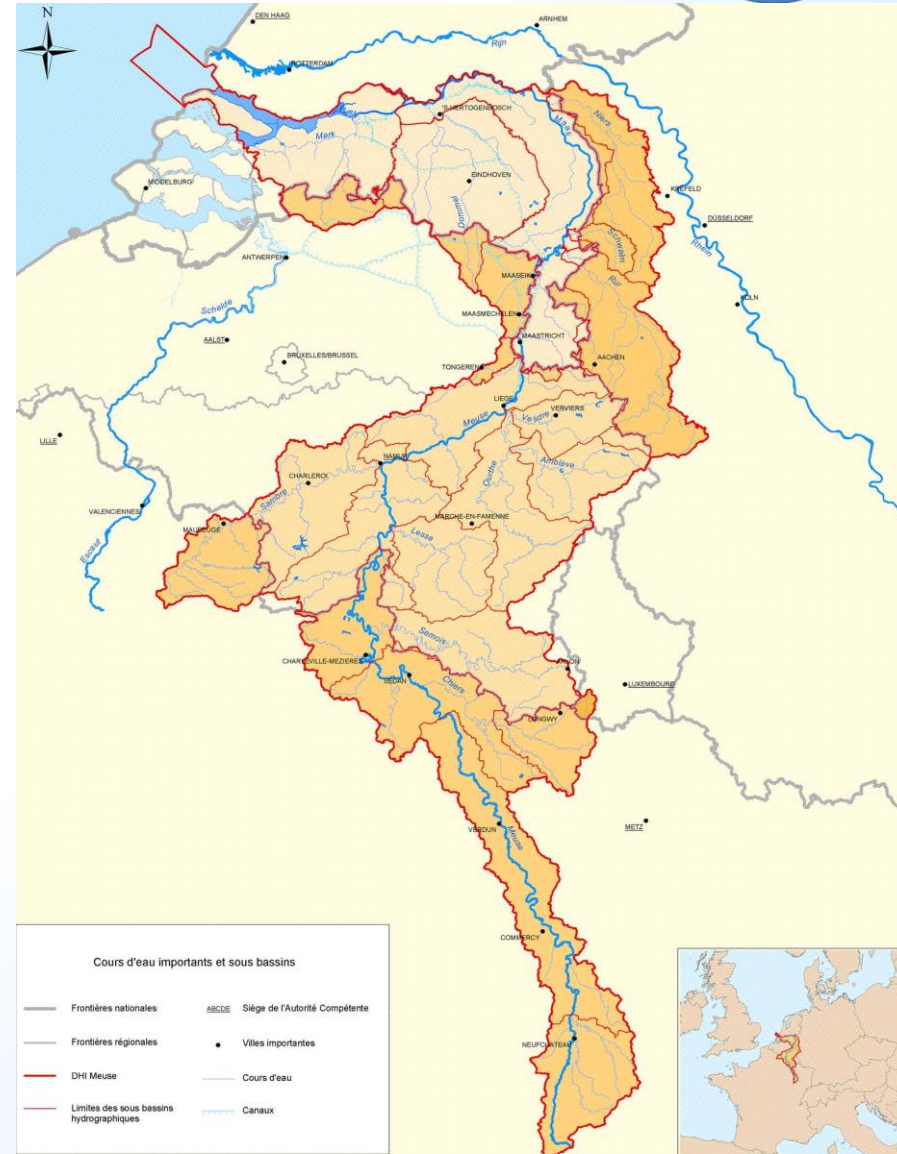 N
DEN HAAG
ARNHEM
Rijn
ROTTERDAM
'S-HERTOGENBOSCH
Maas
Niers
Mark
EINDHOVEN
MIDDELBURG
KREFELD
Dommel
DÜSSELDORF
Schwalm
Rhein
ANTWERPEN
MAASEIK
Rur
KÖLN
Schelde
MAASMECHELEN
AALST
MAASTRICHT
BRUXELLES/BRUSSEL
TONGEREN
AACHEN
LIEGE
Meuse
Vesdre
VERVIERS
LILLE
NAMUR
Ourthe
Amblève
CHARLEROI
Sambre
VALENCIENNES
MAUBEUGE
MARCHE-EN-FAMENNE
Lesse
Escaut
Semois
CHARLEVILLE-MEZIERES
ARLON
SEDAN
Chiers
LUXEMBOURG
LONGWY
METZ
VERDUN
Meuse
COMMERCY
NEUFCHATEAU
Cours d'eau importants et sous bassins
Frontières nationales
ABCDE Siège de l'Autorité Compétente
Frontières régionales
Villes importantes
DHI Meuse
Cours d'eau
Limites des sous bassins
hydrographiques
Canaux